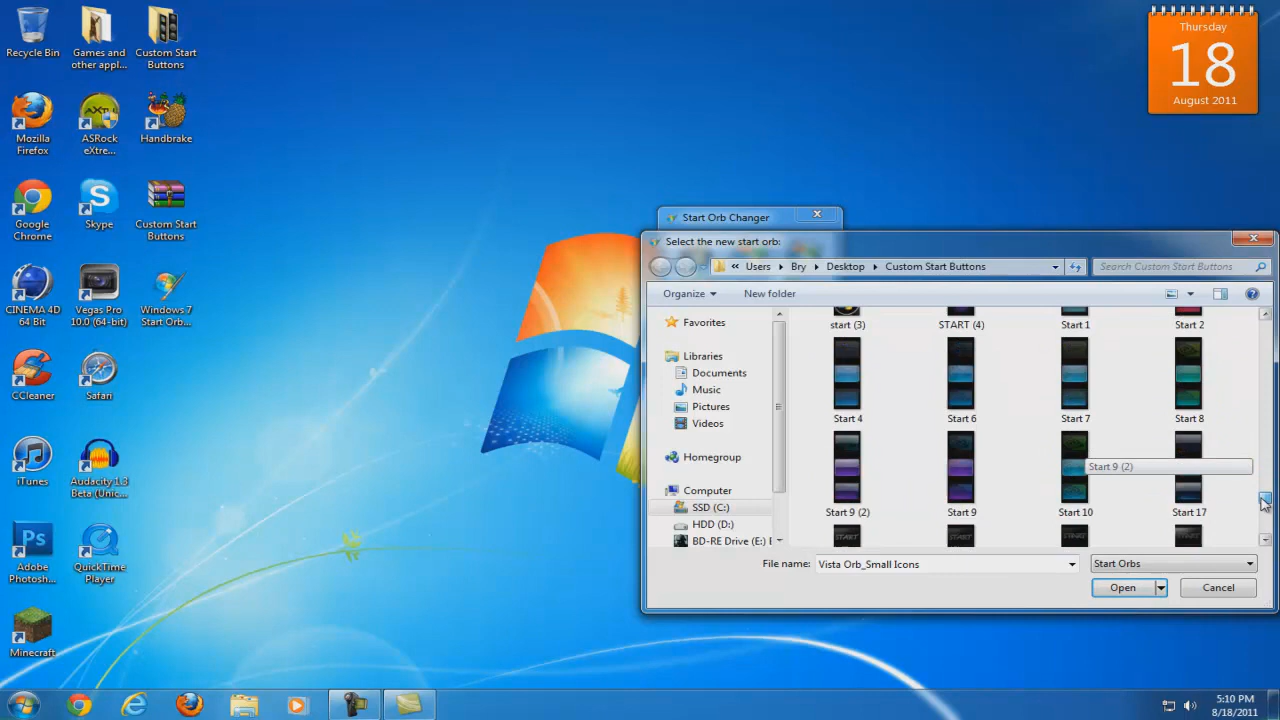 Recycle Bin
Games and
other appl...
Custom Start
Buttons
Mozilla
Firefox
ASRock
eXtre...
Handbrake
Google
Chrome
Skype
Custom Start
Buttons
CINEMA 4D
64 Bit
Vegas Pro
10.0 (64-bit)
Windows 7
Start Orb...
CCleaner
Safari
iTunes
Audacity 1.3
Beta (Unic...
Adobe
Photosh...
QuickTime
Player
Minecraft
Thursday
18
August 2011
Start Orb Changer
Select the new start orb:
Users
Bry
Desktop
Custom Start Buttons
Search Custom Start Buttons
Organize
New folder
Favorites
Libraries
Documents
Music
Pictures
Videos
Homegroup
Computer
SSD (C:)
HDD (D:)
BD-RE Drive (E:) E
start (3)
START (4)
Start 1
Start 2
Start 4
Start 6
Start 7
Start 8
Start 9 (2)
Start 9 (2)
Start 9
Start 10
Start 17
START
START
START
START
File name:
Vista Orb_Small Icons
Start Orbs
Open
Cancel
5:10 PM
8/18/2011